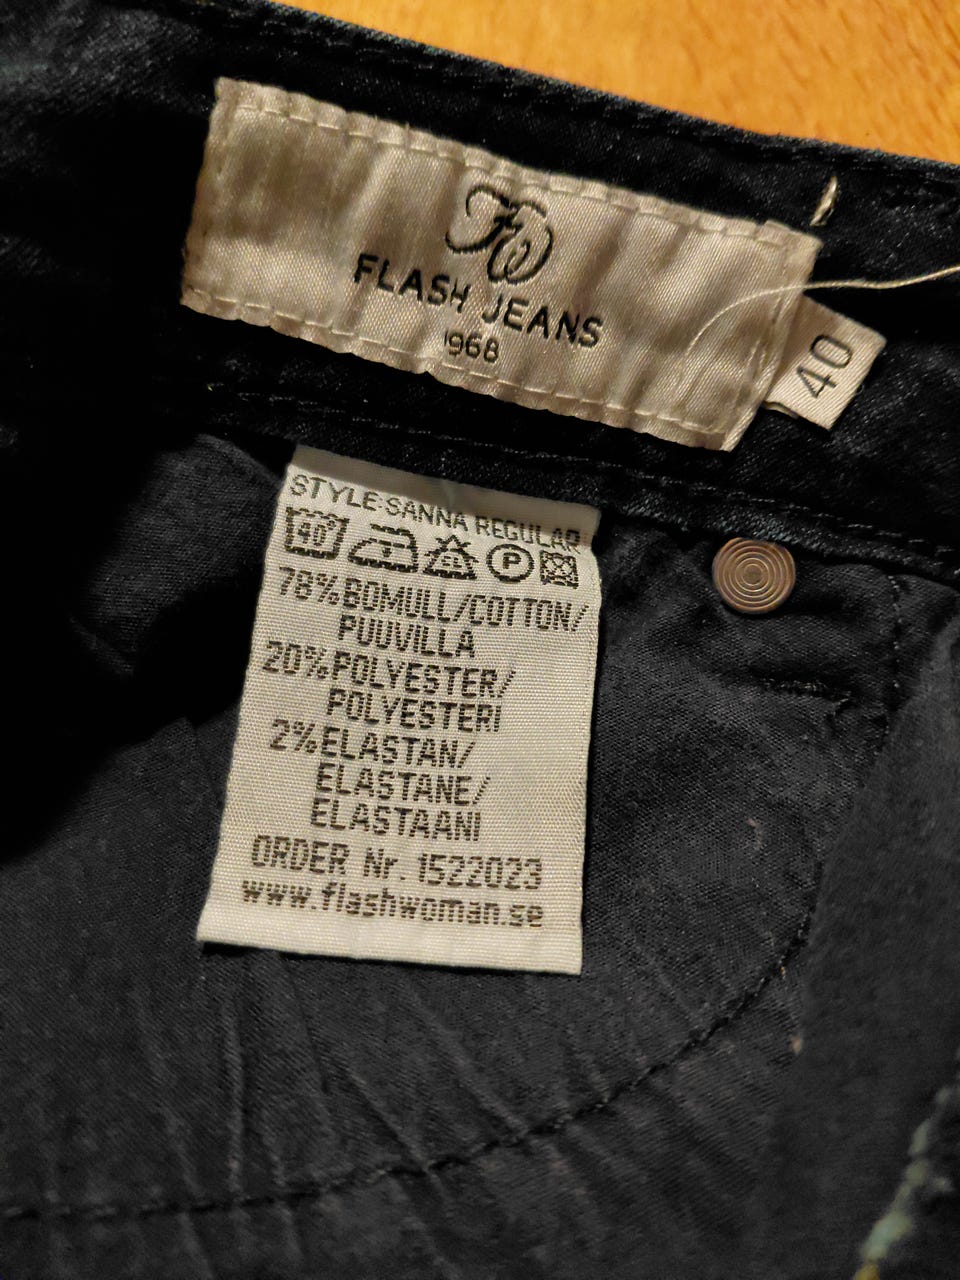 FW
FLASH JEANS
1968
40
STYLE:SANNA REGULAR
40° P
78%BOMULL/COTTON/
PUUVILLA
20%POLYESTER/
POLYESTERI
2%ELASTAN/
ELASTANE/
ELASTAANI
ORDER Nr. 1522023
www.flashwoman.se